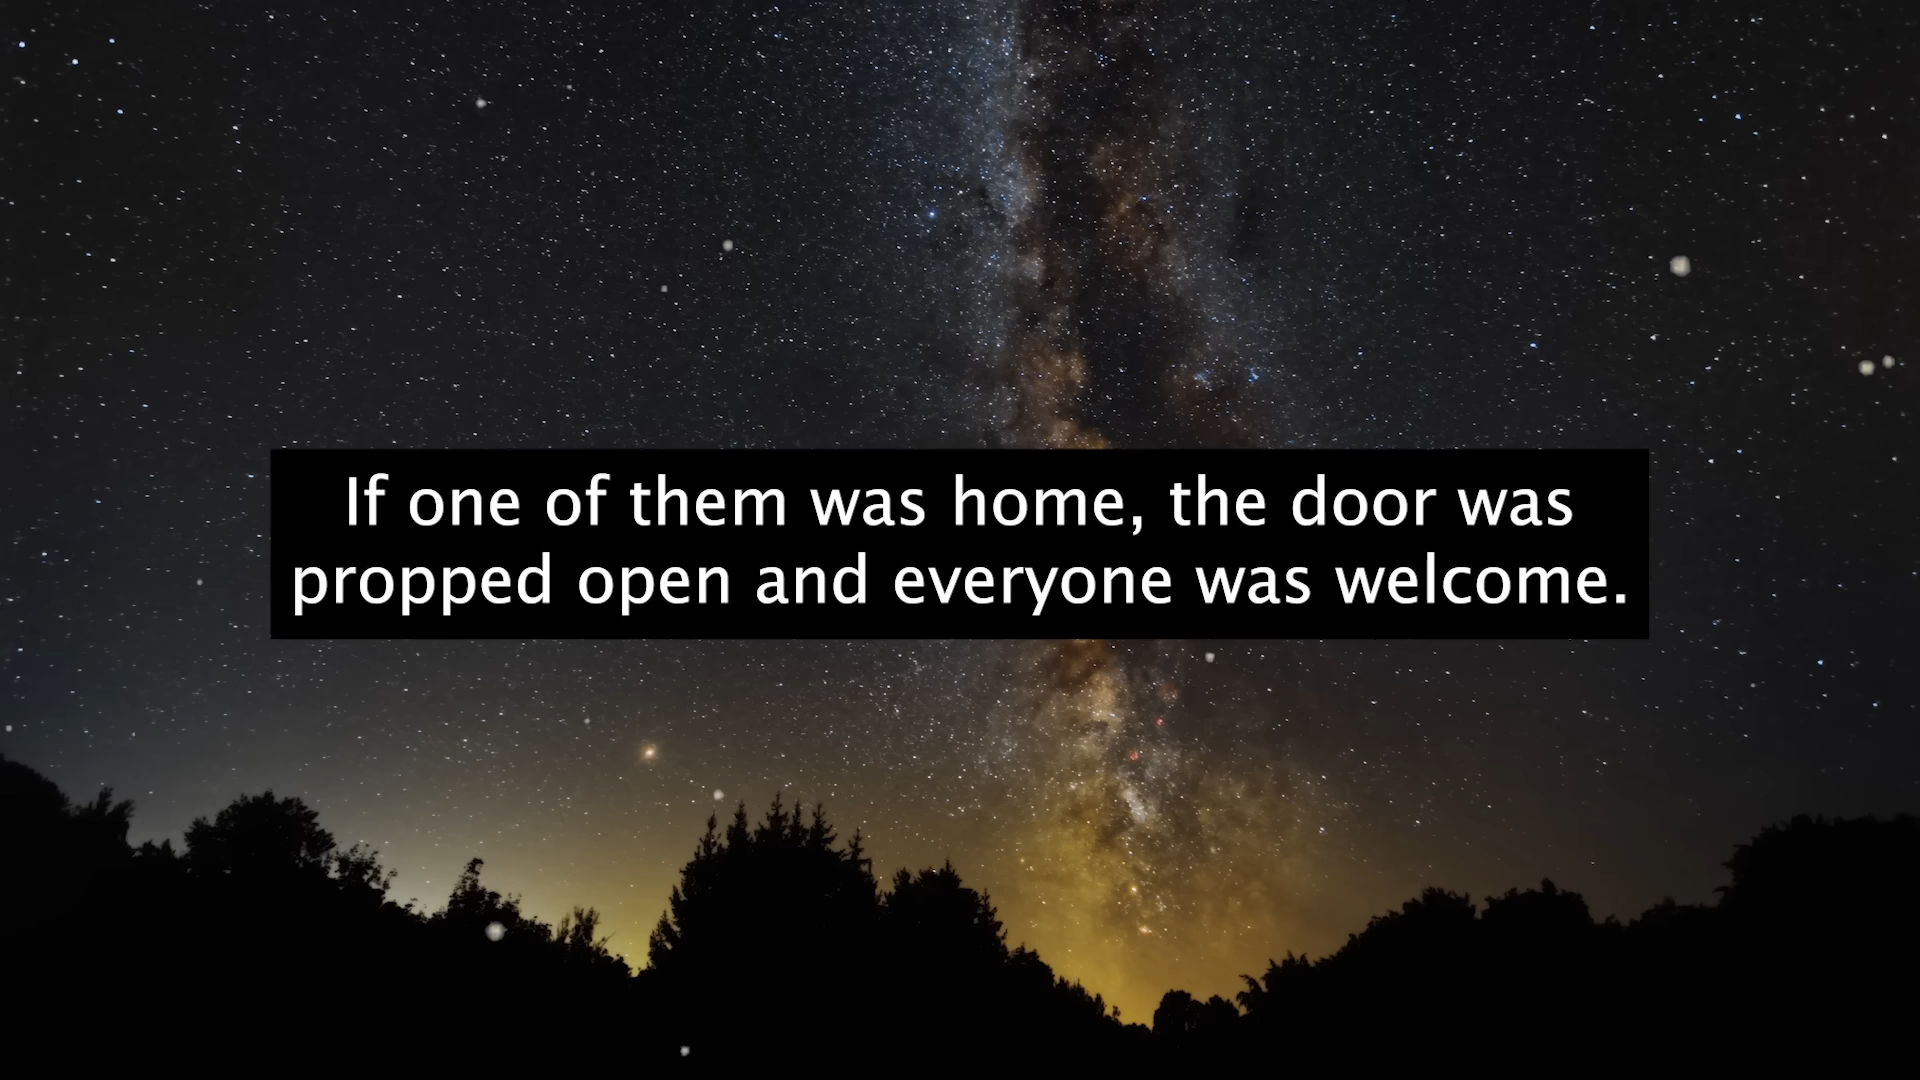 If one of them was home, the door was
propped open and everyone was welcome.